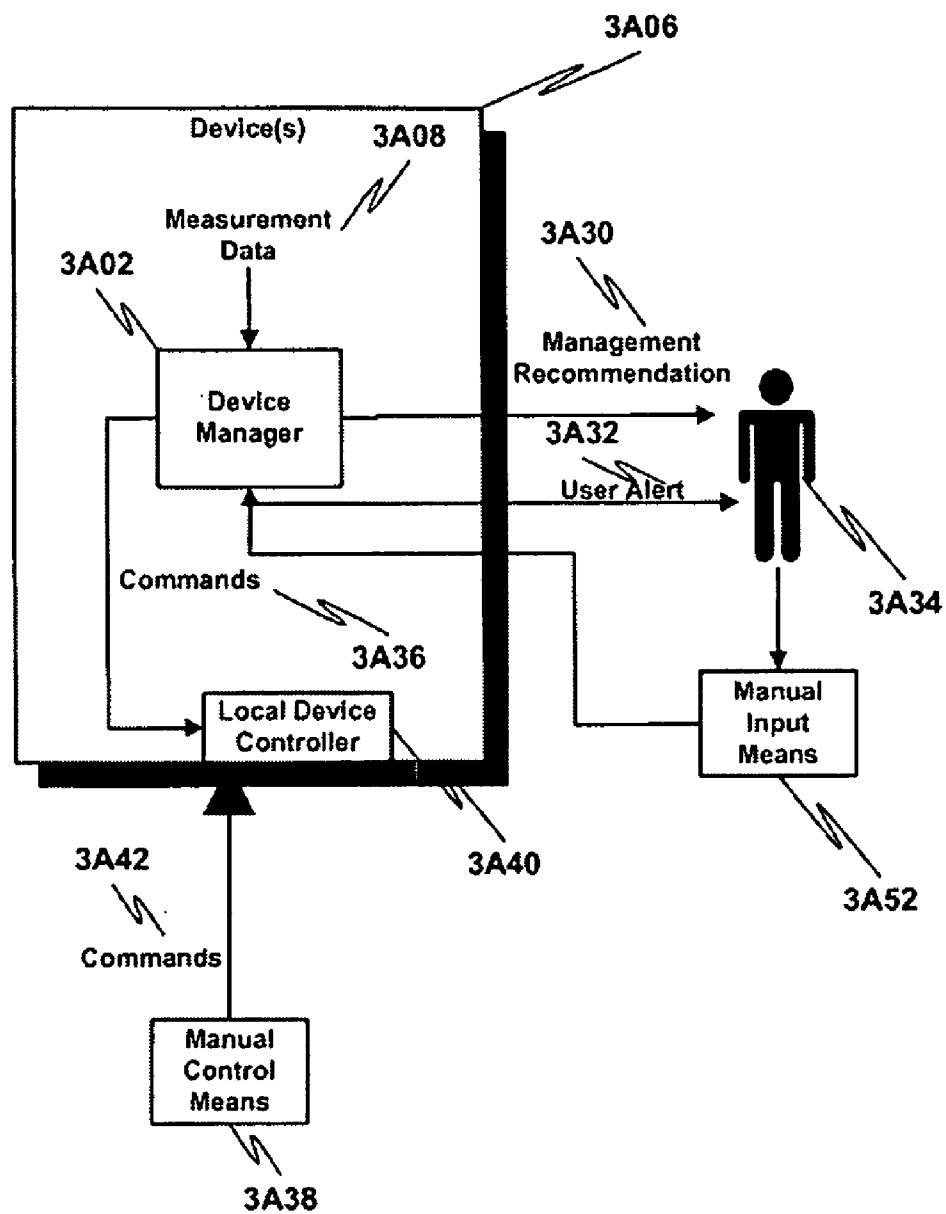 3A06
Device(s)
3A08
Measurement
Data
3A30
3A02
Management
Recommendation
Device
Manager
3A32
User Alert
Commands
3A34
3A36
Manual
Input
Means
Local Device
Controller
3A42
3A40
3A52
Commands
Manual
Control
Means
3A38